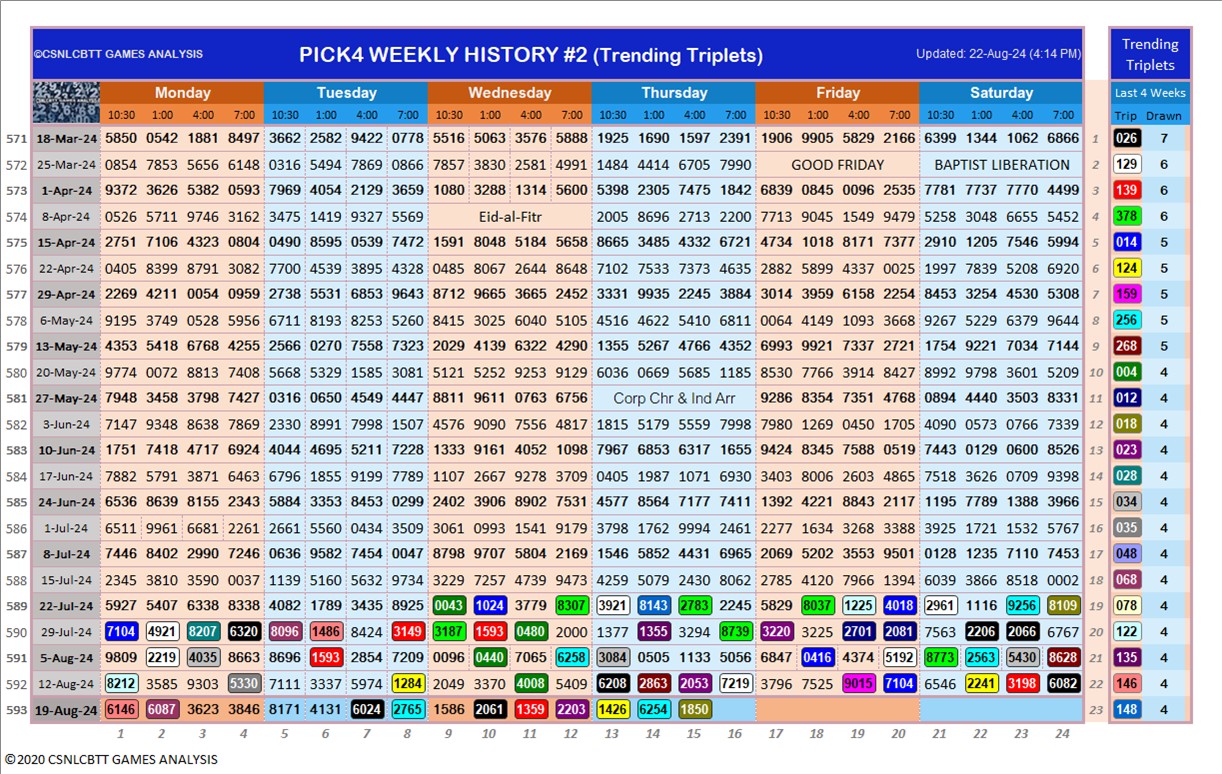 ©CSNLCBTT GAMES ANALYSIS PICK4 WEEKLY HISTORY #2 (Trending Triplets) Updated: 22-Aug-24 (4:14 PM) Trending
Triplets
Monday Tuesday Wednesday Thursday Friday Saturday Last 4 Weeks
10:30 1:00 4:00 7:00 10:30 1:00 4:00 7:00 10:30 1:00 4:00 7:00 10:30 1:00 4:00 7:00 10:30 1:00 4:00 7:00 10:30 1:00 4:00 7:00 Trip Drawn
571 18-Mar-24 5850 0542 1881 8497 3662 2582 9422 0776 5516 5063 3576 5888 1925 1690 1597 2391 1906 9905 5829 2166 6399 1344 1062 6866 1 026 7
572 25-Mar-24 0854 7853 5656 6148 0316 5494 7869 0866 7857 3830 2581 4991 1484 4414 6705 7990 GOOD FRIDAY BAPTIST LIBERATION 2 129 6
573 1-Apr-24 9372 3626 5382 0593 7969 4054 2129 3659 1080 3288 1314 5600 5398 2305 7475 1842 6839 0845 0096 2535 7781 7737 7770 4499 3 139 6
574 8-Apr-24 0526 5711 9746 3162 3475 1419 9327 5569 Eid-al-Fitr 2005 8696 2713 2200 7713 9045 1549 9479 5258 3048 6655 5452 4 378 6
575 15-Apr-24 2751 7106 4323 0804 0490 8595 0539 7472 1591 8048 5184 5658 8665 3485 4332 6721 4734 1018 8171 7377 2910 1205 7546 5994 5 014 5
576 22-Apr-24 0405 8399 8791 3082 7700 4539 3895 4328 0485 8067 2644 8648 7102 7533 7373 4635 2882 5899 4337 0025 1997 7839 5208 6920 6 124 5
577 29-Apr-24 2269 4211 0054 0959 2738 5531 6853 9643 9712 9665 3665 2452 3331 9935 2245 3884 3014 3959 6158 2254 8453 3254 4530 5308 7 159 5
578 6-May-24 9195 3749 0528 5956 6711 8193 8253 5260 8415 3025 6040 5105 4516 4622 5410 6811 0064 4149 1093 3668 9267 5229 6379 9644 8 256 5
579 13-May-24 4353 5418 6768 4255 2566 0270 7558 7323 9029 4139 6322 4290 1355 5267 4766 4352 6993 9921 7337 2721 1754 9221 7034 7144 9 268 5
580 20-May-24 9774 0072 8813 7408 5668 5329 1585 3081 5121 5252 9253 9129 6036 0669 5685 1185 8530 7766 3914 8427 8992 9798 3601 5209 10 004 4
581 27-May-24 7948 3458 3798 7427 0316 0650 4549 4447 8811 9611 0763 6756 Corp Chr & Ind Arr 9286 8354 7351 4768 0894 4440 3503 8331 11 012 4
582 3-Jun-24 7147 9348 8638 7869 2330 8991 7998 1507 4576 9090 7556 4817 1815 5179 5559 7998 7980 1269 0450 1705 4090 0573 0766 7339 12 018 4
583 10-Jun-24 1751 7418 4717 6924 4044 4695 5211 7228 1333 9161 4052 1098 7967 6853 6317 1655 9424 8345 7588 0519 7443 0129 0600 8526 13 023 4
584 17-Jun-24 7882 5791 3871 6463 6796 1855 9199 7781 1107 2667 9278 3709 0405 1987 1071 6930 3403 8006 2603 4865 7518 3626 0709 9398 14 028 4
585 24-Jun-24 6536 8639 8155 2343 5884 3353 8453 0299 2402 3906 8902 7531 4577 8564 7177 7411 1392 4221 8843 2117 1195 7789 1388 3966 15 034 4
586 1-Jul-24 6511 9961 6681 2261 2661 5560 0434 3509 3061 0993 1541 9179 3798 1762 9994 2461 2277 1634 3268 3388 3925 1721 1532 5767 16 035 4
587 8-Jul-24 7446 8402 2990 7246 0636 9582 7454 0047 8798 9707 5804 2169 1546 5852 4431 6965 2069 5202 3553 9501 0128 1235 7110 7453 17 048 4
588 15-Jul-24 2345 3810 3590 0037 1139 5160 5632 9734 3229 7257 4739 9473 4259 5079 2430 8062 2785 4120 7966 1394 6039 3866 8518 0002 18 068 4
589 22-Jul-24 5927 5407 6338 8338 4082 1789 3435 8925 0043 1024 3779 8307 3921 8143 2783 2245 5829 8037 1225 4018 2961 1116 9256 8109 19 078 4
590 29-Jul-24 7104 4921 8207 6320 8096 1486 8424 3149 3187 1593 0480 2000 1377 1355 3294 8739 3220 3225 2701 2081 7563 2206 2066 6767 20 122 4
591 5-Aug-24 9809 2219 4035 8663 8696 1593 2854 7209 0096 0440 7065 6258 3084 0505 1133 5056 6847 0416 4374 5192 8773 2563 5430 8628 21 135 4
592 12-Aug-24 8212 3585 9303 5330 7111 3337 5974 1284 2049 3370 4008 5409 6208 2863 2053 7219 3796 7525 9015 7104 6546 2241 3198 6082 22 146 4
593 19-Aug-24 6146 6087 3623 3846 8171 4131 6024 2765 1586 2061 1359 2203 1426 6254 1850 23 148 4
1 2 3 4 5 6 7 8 9 10 11 12 13 14 15 16 17 18 19 20 21 22 23 24
©2020 CSNLCBTT GAMES ANALYSIS